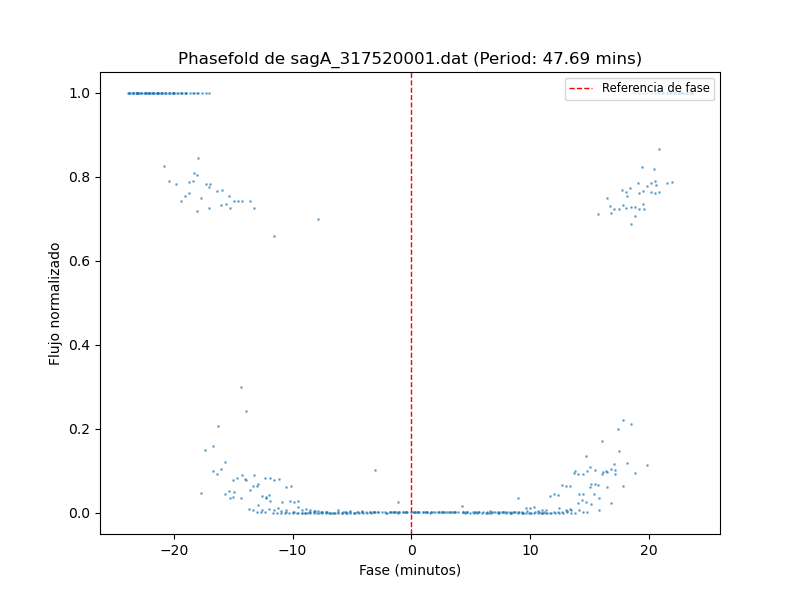 Phasefold de sagA_317520001.dat (Period: 47.69 mins)
Referencia de fase
Flujo normalizado
1.0
0.8
0.6
0.4
0.2
0.0
−20
−10
0
10
20
Fase (minutos)